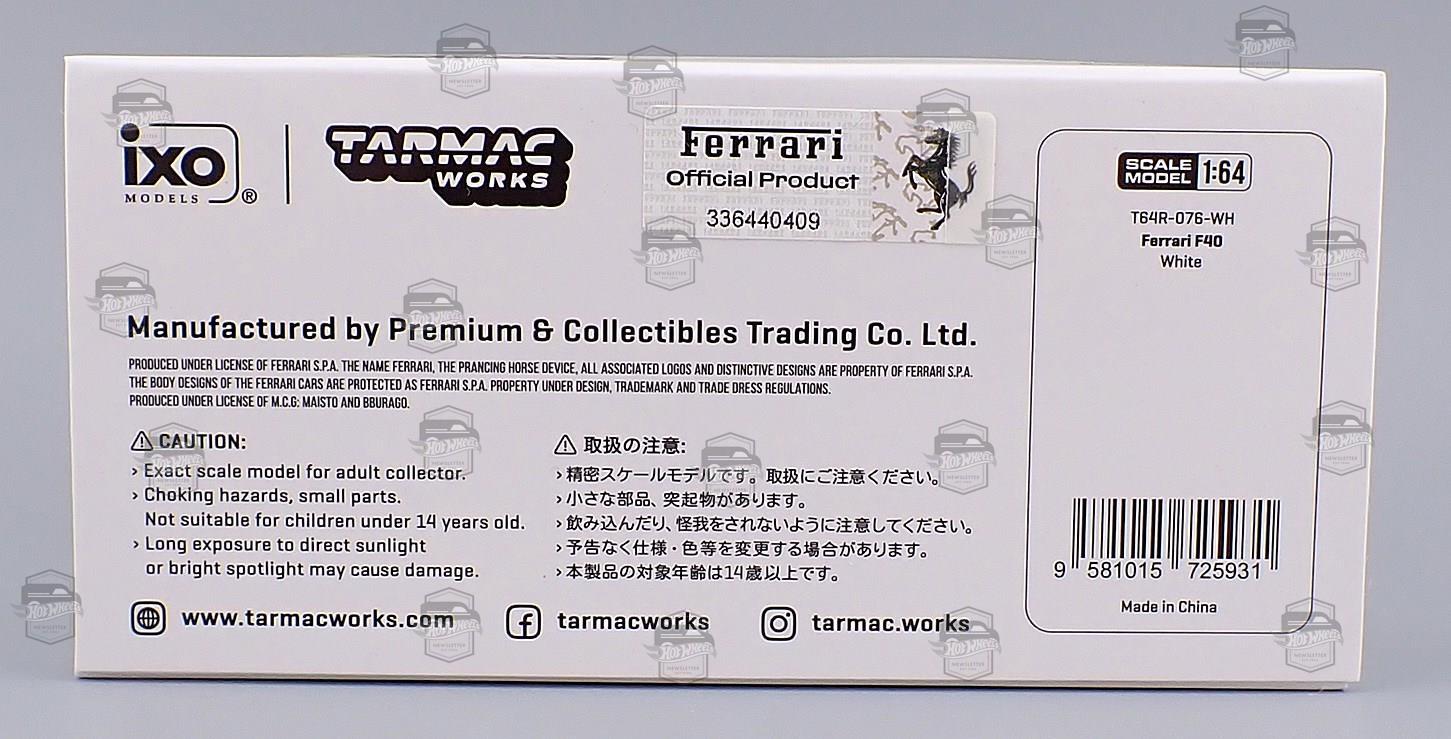 ixo
MODELS ®
TARMAC
WORKS
Ferrari
Official Product
336440409
SCALE
MODEL 1:64
T64R-076-WH
Ferrari F40
White
Manufactured by Premium & Collectibles Trading Co. Ltd.
PRODUCED UNDER LICENSE OF FERRARI S.P.A. THE NAME FERRARI, THE PRANCING HORSE DEVICE, ALL ASSOCIATED LOGOS AND DISTINCTIVE DESIGNS ARE PROPERTY OF FERRARI S.P.A.
THE BODY DESIGNS OF THE FERRARI CARS ARE PROTECTED AS FERRARI S.P.A. PROPERTY UNDER DESIGN, TRADEMARK AND TRADE DRESS REGULATIONS.
PRODUCED UNDER LICENSE OF M.C.G: MAISTO AND BBURAGO.
⚠ CAUTION:
› Exact scale model for adult collector.
› Choking hazards, small parts.
Not suitable for children under 14 years old.
› Long exposure to direct sunlight
or bright spotlight may cause damage.
⚠ 取扱の注意:
›精密スケールモデルです。取扱にご注意ください。
›小さな部品、突起物があります。
›飲み込んだり、怪我をされないように注意してください。
›予告なく仕様・色等を変更する場合があります。
›本製品の対象年齢は14歳以上です。
www.tarmacworks.com
tarmacworks
tarmac.works
9 581015 725931
Made in China
Hot Wheels
NEWSLETTER